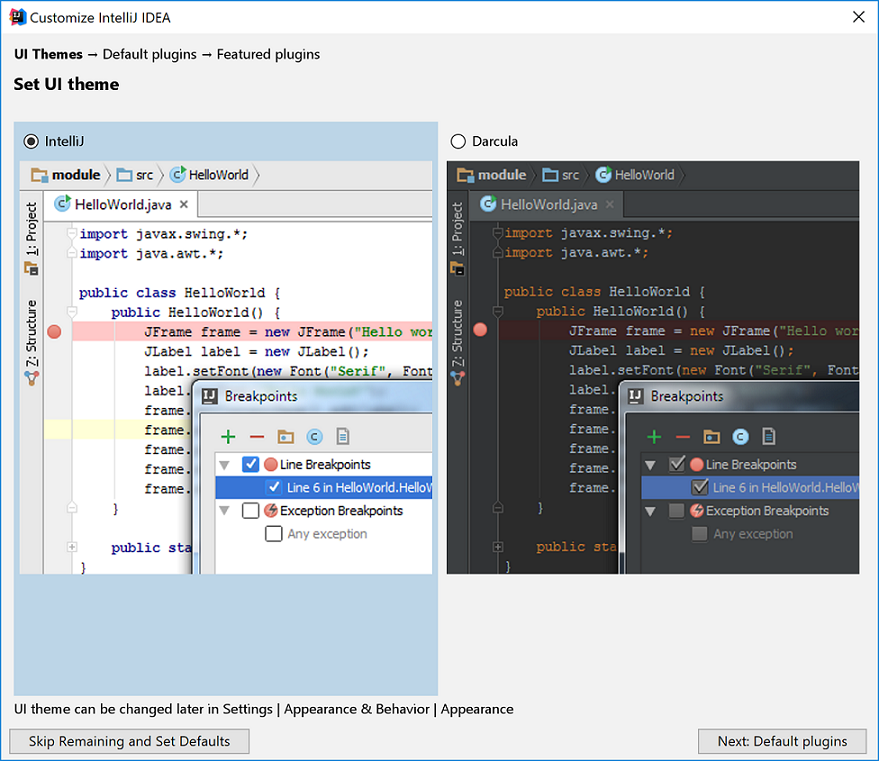 Customize IntelliJ IDEA
UI Themes → Default plugins → Featured plugins
Set UI theme
IntelliJ
module src HelloWorld
HelloWorld.java
1: Project
Z: Structure
import javax.swing.*;
import java.awt.*;
public class HelloWorld {
public HelloWorld() {
JFrame frame = new JFrame("Hello wor
JLabel label = new JLabel();
label.setFont(new Font("Serif", Font
label.
frame.
frame.
frame.
frame.
frame.
}
public sta
}
Breakpoints
Line Breakpoints
Line 6 in HelloWorld.HelloW
Exception Breakpoints
Any exception
Darcula
module src HelloWorld
HelloWorld.java
1: Project
Z: Structure
import javax.swing.*;
import java.awt.*;
public class HelloWorld {
public HelloWorld() {
JFrame frame = new JFrame("Hello wor
JLabel label = new JLabel();
label.setFont(new Font("Serif", Font
label.
frame.
frame.
frame.
frame.
frame.
}
public sta
}
Breakpoints
Line Breakpoints
Line 6 in HelloWorld.HelloW
Exception Breakpoints
Any exception
UI theme can be changed later in Settings | Appearance & Behavior | Appearance
Skip Remaining and Set Defaults
Next: Default plugins